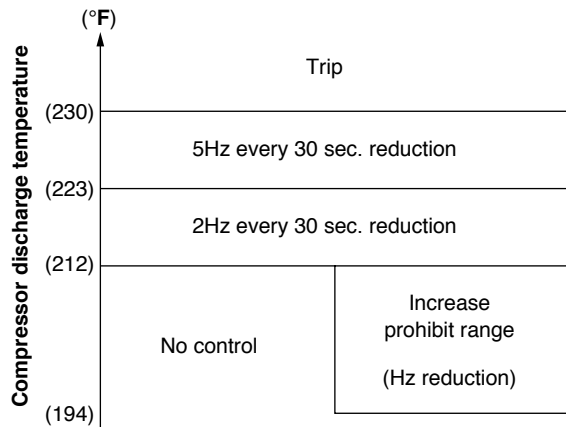 (°F)
Compressor discharge temperature
Trip
(230)
5Hz every 30 sec. reduction
(223)
2Hz every 30 sec. reduction
(212)
No control
Increase
prohibit range
(Hz reduction)
(194)